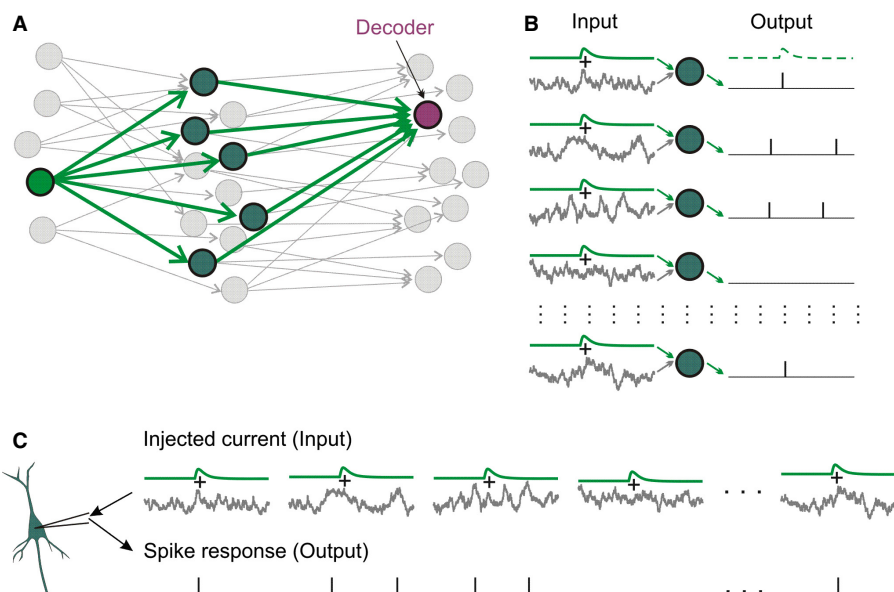 A
Decoder
B
Input
Output
+
+
+
+
+
C
Injected current (Input)
+
+
+
+
+
. . .
Spike response (Output)
. . .